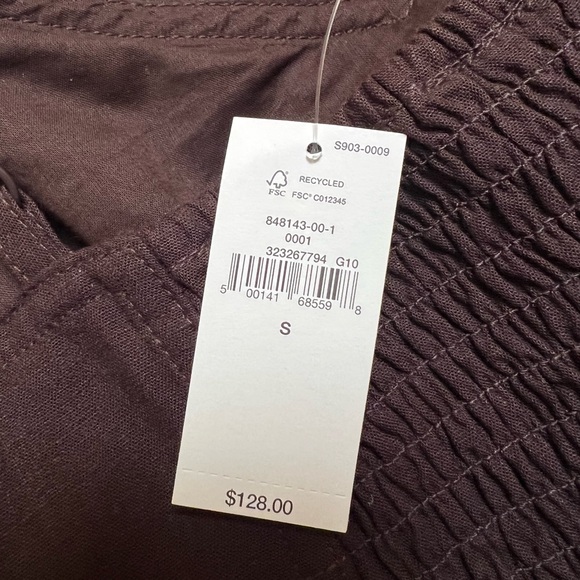 S903-0009
RECYCLED
FSC FSC® C012345
848143-00-1
0001
323267794 G10
5 00141 68559 8
S
$128.00